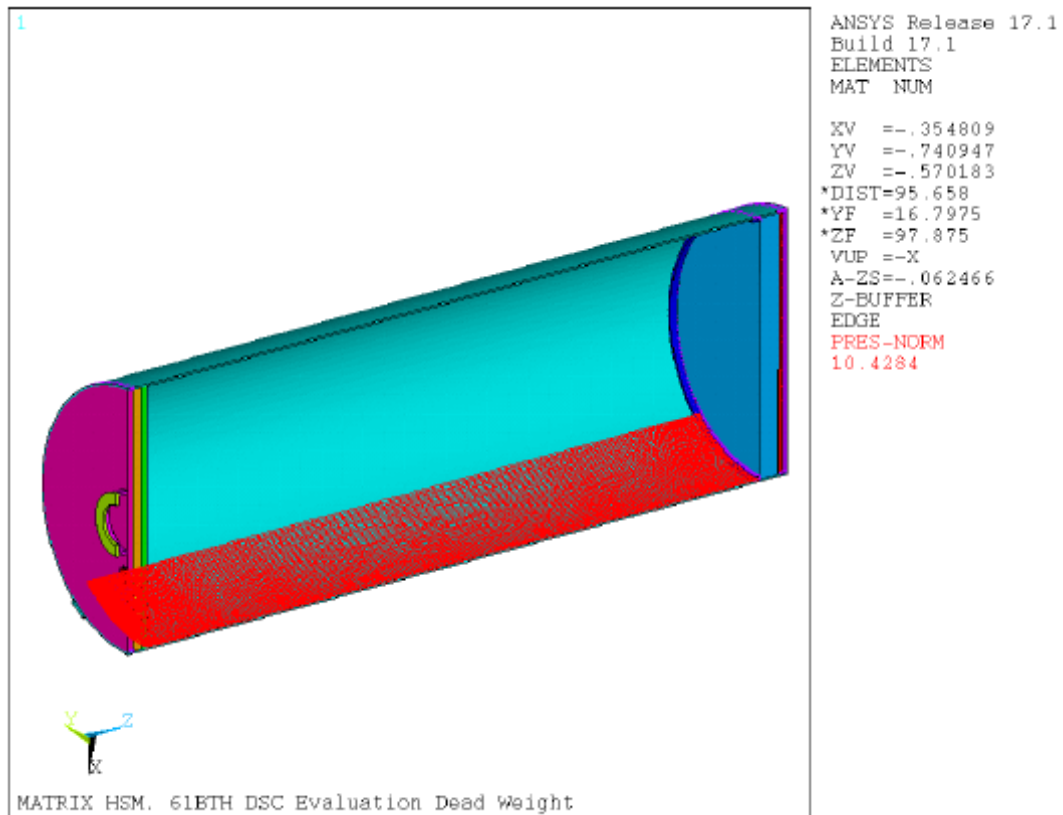 1
ANSYS Release 17.1
Build 17.1
ELEMENTS
MAT NUM
XV =-.354809
YV =-.740947
ZV =-.570183
*DIST=95.658
*YF =16.7975
*ZF =97.875
VUP =-X
A-ZS=-.062466
Z-BUFFER
EDGE
PRES-NORM
10.4284
Y
Z
X
MATRIX HSM. 61BTH DSC Evaluation Dead Weight